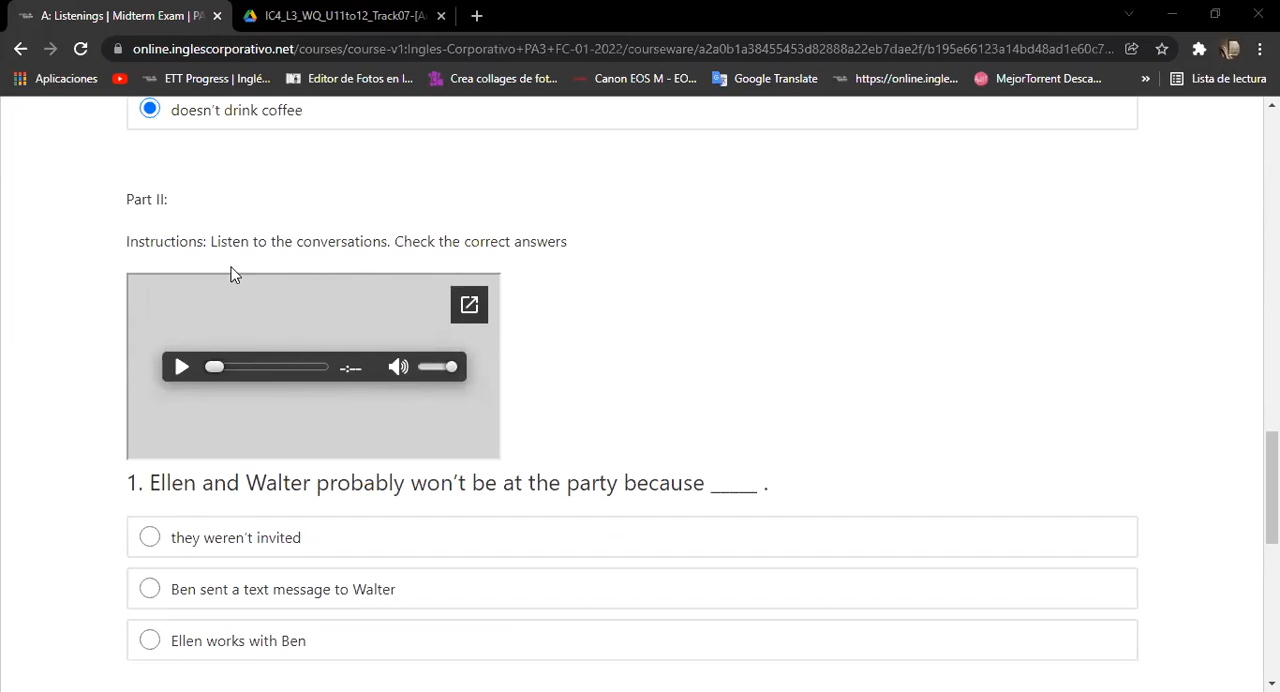 A: Listenings | Midterm Exam | PA
IC4_L3_WQ_U11to12_Track07-[A
online.inglescorporativo.net/courses/course-v1:Ingles-Corporativo+PA3+FC-01-2022/courseware/a2a0b1a38455453d82888a22eb7dae2f/b195e66123a14bd48ad1e60c7...
Aplicaciones ETT Progress | Inglé... Editor de Fotos en l... Crea collages de fot... Canon EOS M - EO... Google Translate https://online.ingle... MejorTorrent Desca... » Lista de lectura
doesn't drink coffee
Part II:
Instructions: Listen to the conversations. Check the correct answers
-:--
1. Ellen and Walter probably won't be at the party because _____ .
they weren't invited
Ben sent a text message to Walter
Ellen works with Ben